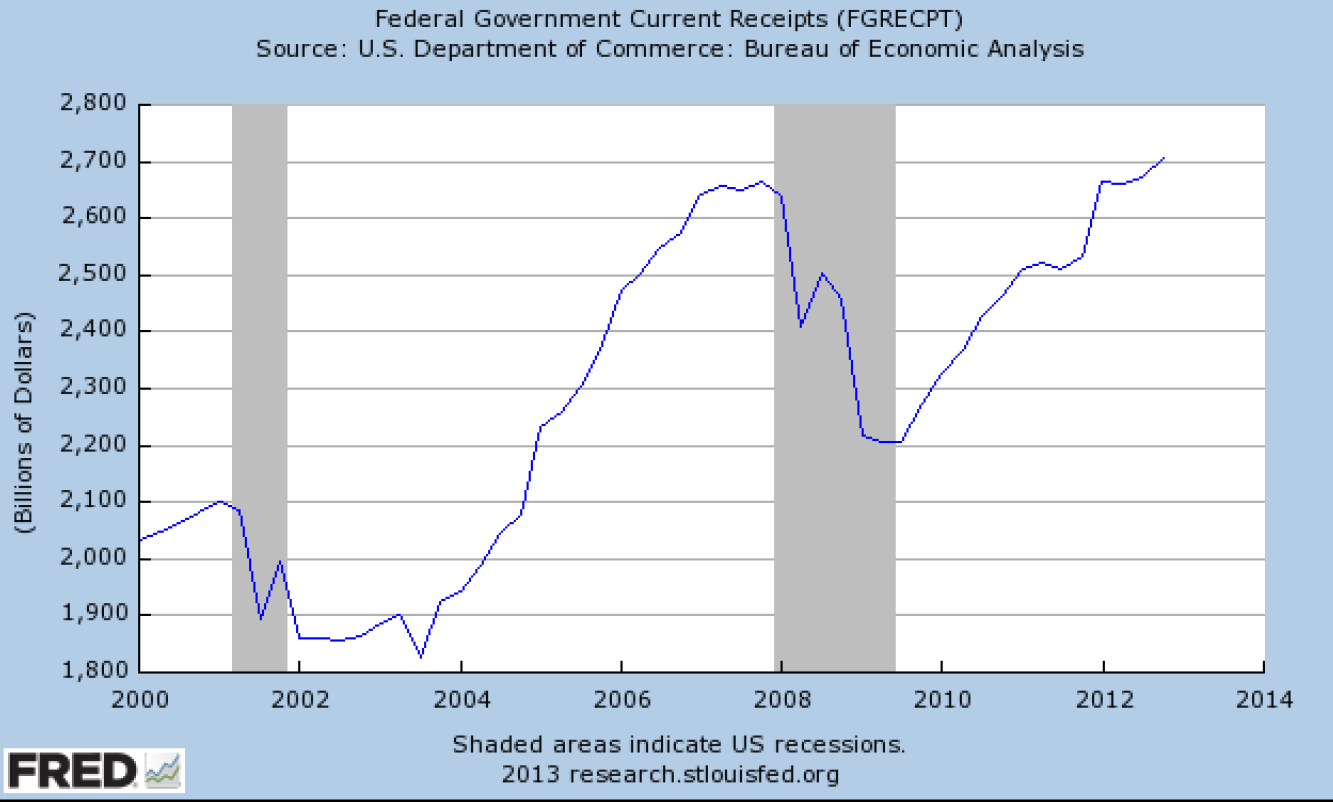 Federal Government Current Receipts (FGRECPT)
Source: U.S. Department of Commerce: Bureau of Economic Analysis
2,800
2,700
2,600
2,500
2,400
2,300
2,200
2,100
2,000
1,900
1,800
(Billions of Dollars)
2000 2002 2004 2006 2008 2010 2012 2014
Shaded areas indicate US recessions.
2013 research.stlouisfed.org
FRED